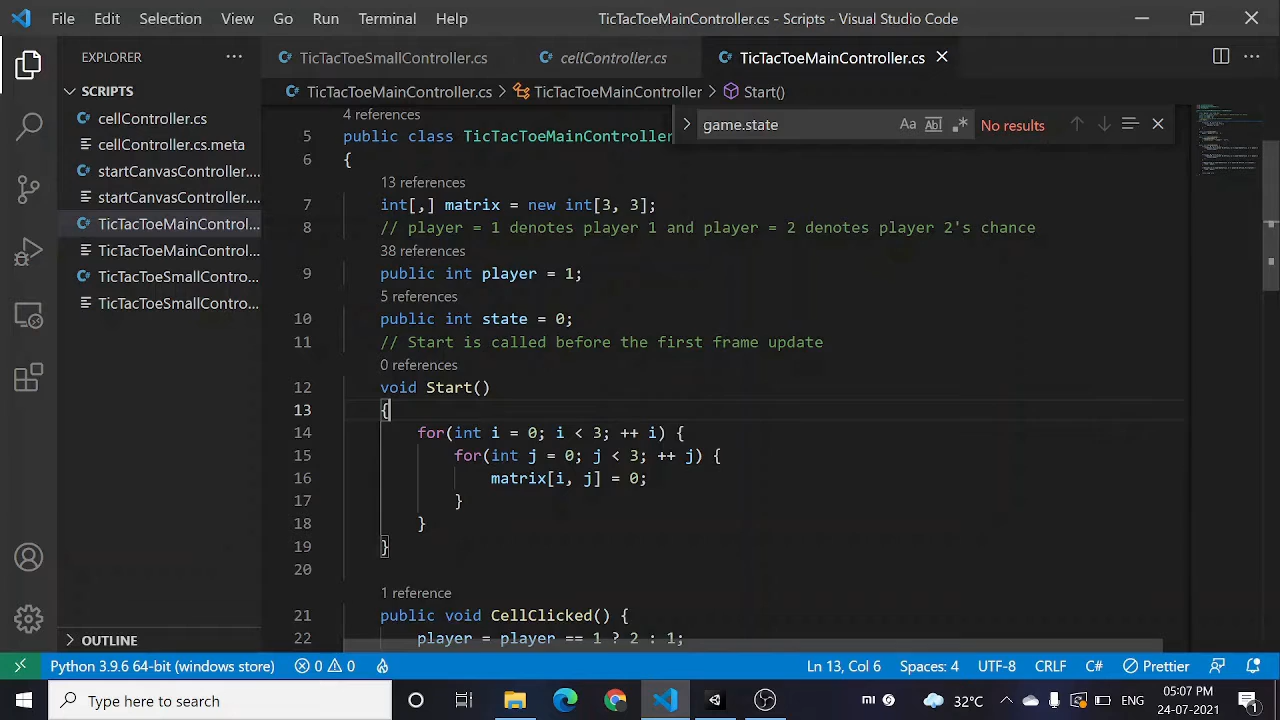 File Edit Selection View Go Run Terminal Help TicTacToeMainController.cs - Scripts - Visual Studio Code
EXPLORER ···
TicTacToeSmallController.cs cellController.cs TicTacToeMainController.cs
SCRIPTS
TicTacToeMainController.cs > TicTacToeMainController > Start()
cellController.cs
cellController.cs.meta
startCanvasController....
startCanvasController....
TicTacToeMainControl...
TicTacToeMainControl...
TicTacToeSmallContro...
TicTacToeSmallContro...
OUTLINE
game.state Aa Ab No results
4 references
5 public class TicTacToeMainController
6 {
13 references
7 int[,] matrix = new int[3, 3];
8 // player = 1 denotes player 1 and player = 2 denotes player 2's chance
38 references
9 public int player = 1;
5 references
10 public int state = 0;
11 // Start is called before the first frame update
0 references
12 void Start()
13 {
14 for(int i = 0; i < 3; ++ i) {
15 for(int j = 0; j < 3; ++ j) {
16 matrix[i, j] = 0;
17 }
18 }
19 }
20
1 reference
21 public void CellClicked() {
22 player = player == 1 ? 2 : 1;
Python 3.9.6 64-bit (windows store) 0 0 Ln 13, Col 6 Spaces: 4 UTF-8 CRLF C# Prettier
Type here to search mi 32°C ENG 05:07 PM
24-07-2021 1